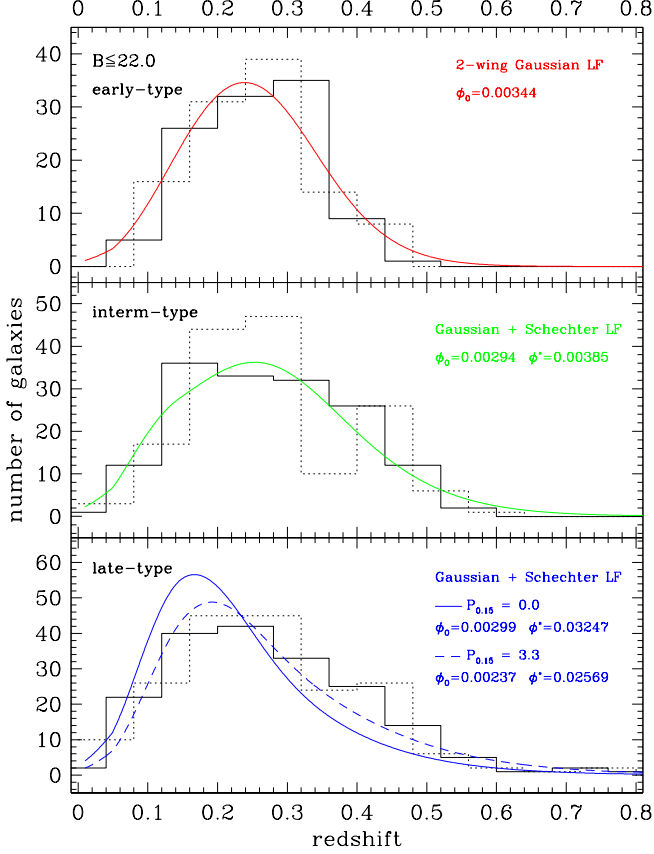 0 0.1 0.2 0.3 0.4 0.5 0.6 0.7 0.8
40
30
20
10
0
B≦22.0
early-type
2-wing Gaussian LF
ϕ₀=0.00344
50
40
30
20
10
0
interm-type
Gaussian + Schechter LF
ϕ₀=0.00294 ϕ*=0.00385
number of galaxies
60
50
40
30
20
10
0
late-type
Gaussian + Schechter LF
P₀.₁₅ = 0.0
ϕ₀=0.00299 ϕ*=0.03247
P₀.₁₅ = 3.3
ϕ₀=0.00237 ϕ*=0.02569
0 0.1 0.2 0.3 0.4 0.5 0.6 0.7 0.8
redshift